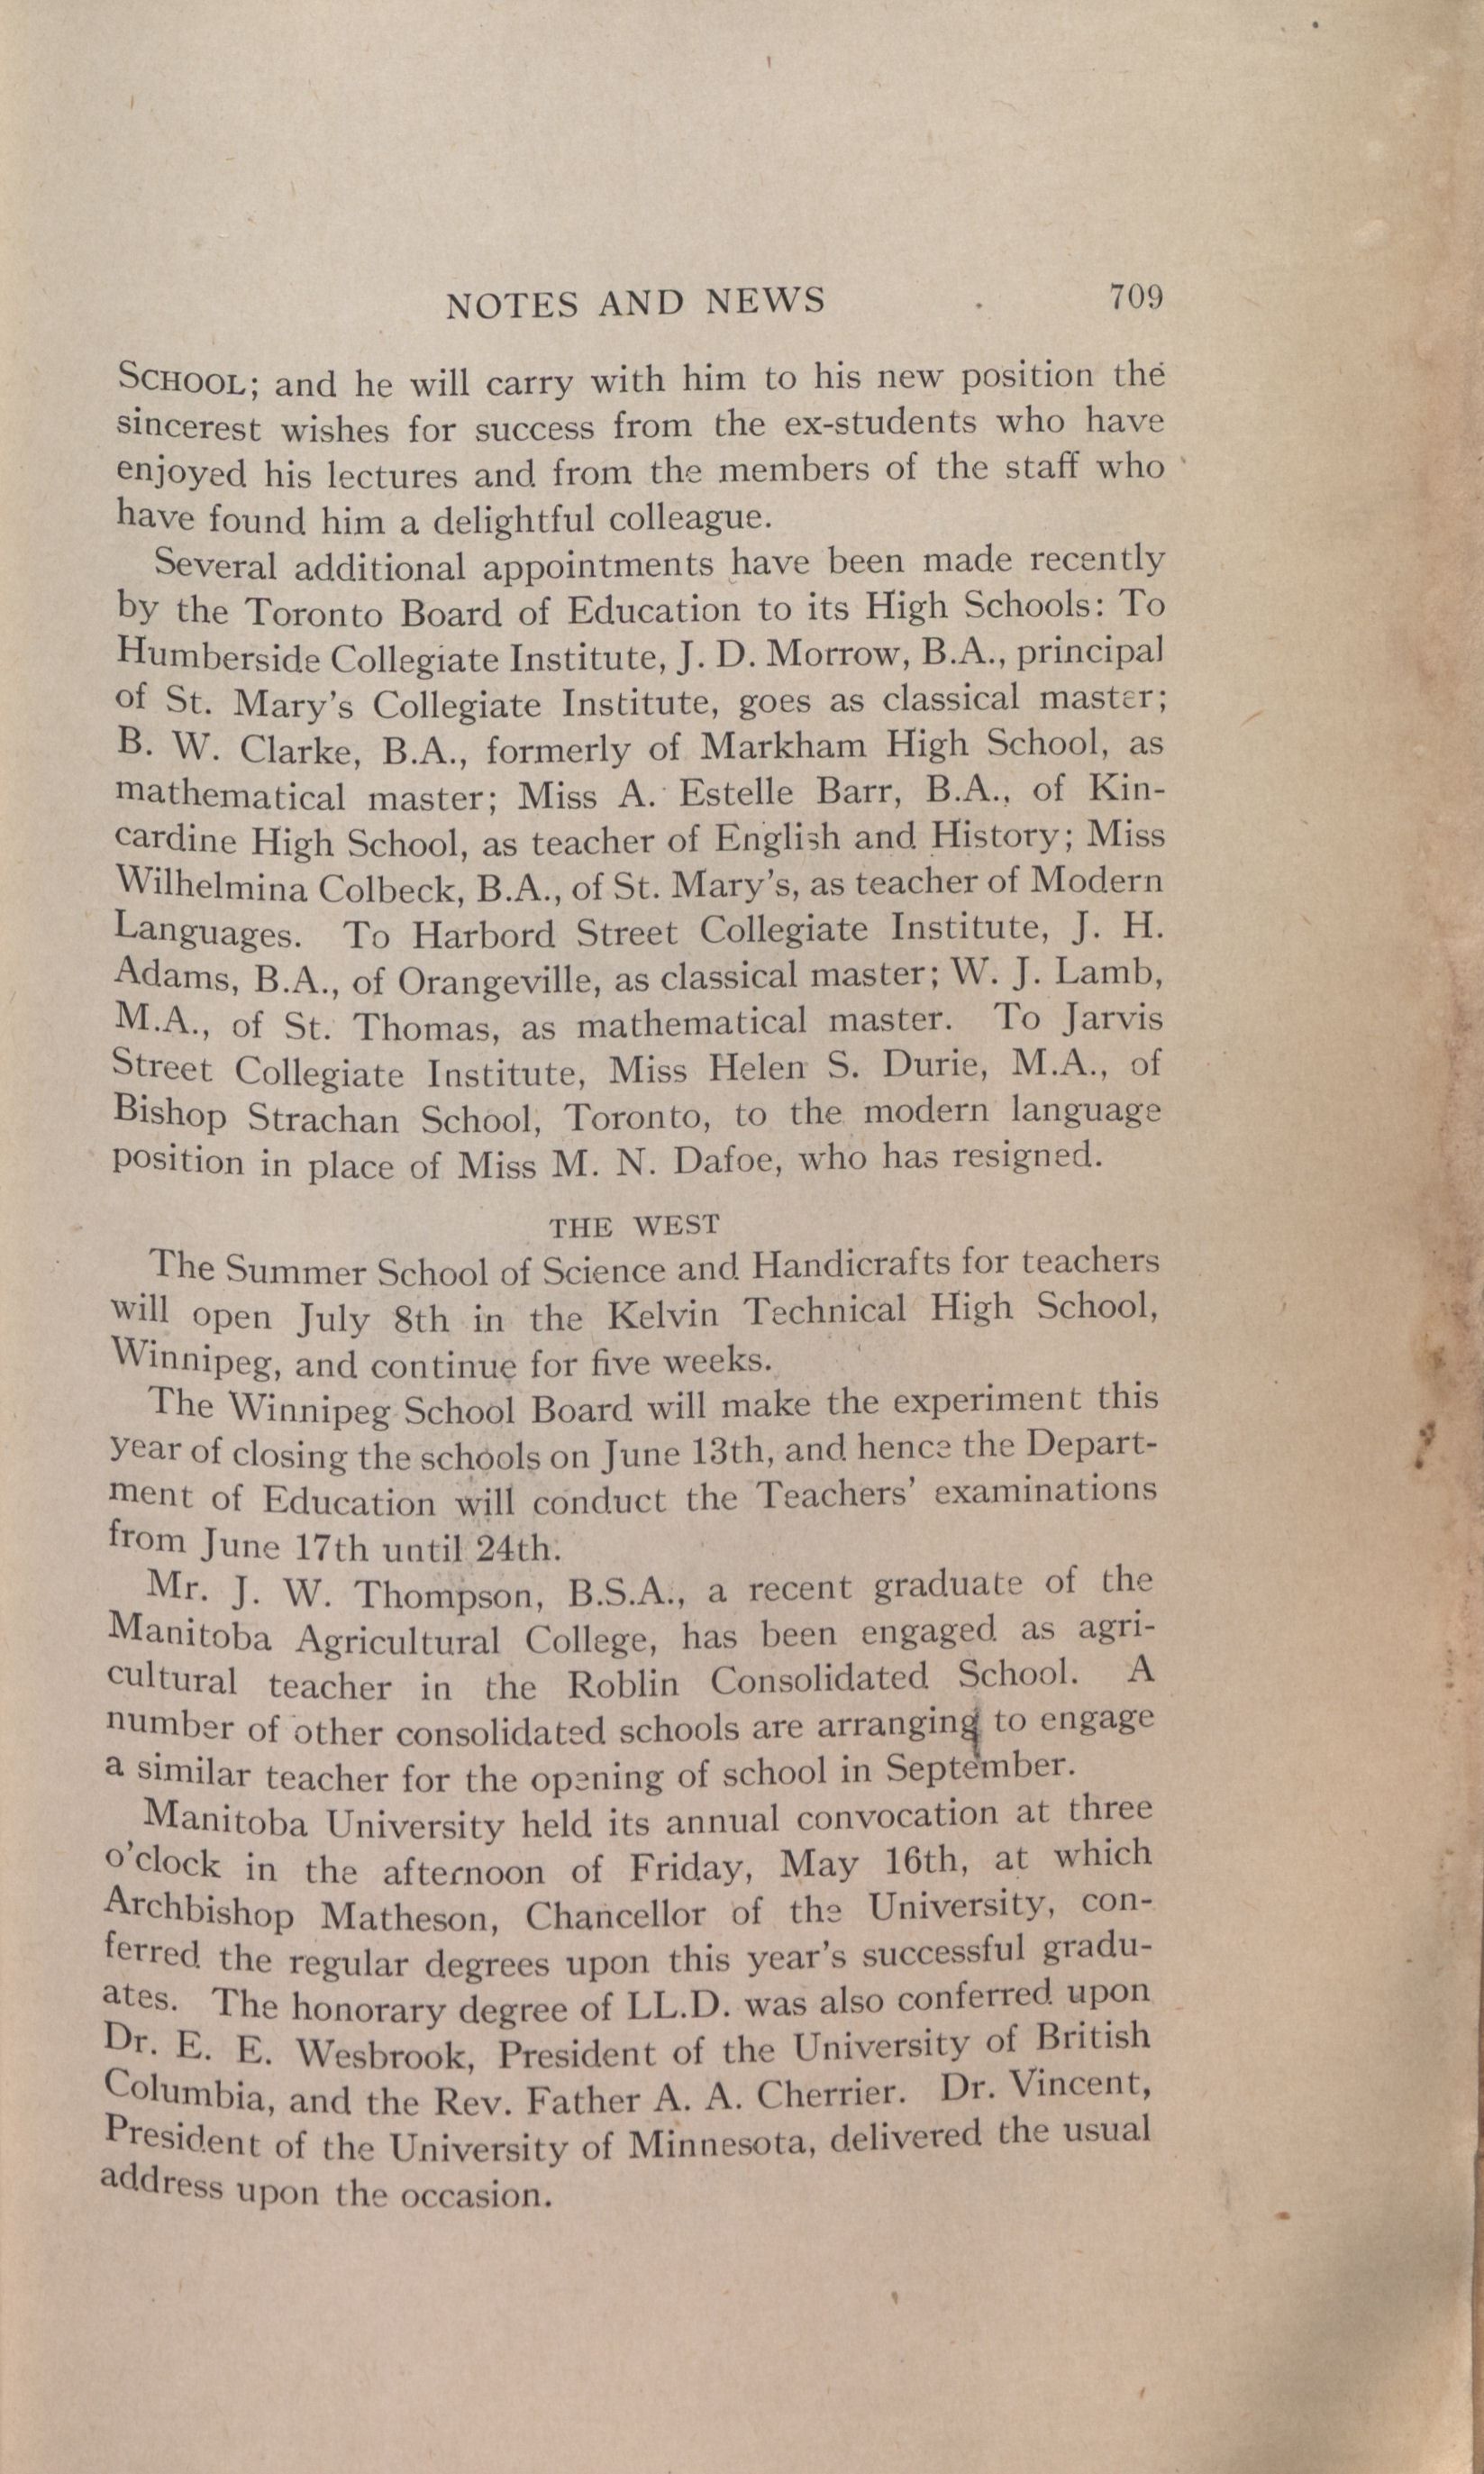 NOTES AND NEWS 709
SCHOOL; and he will carry with him to his new position the
sincerest wishes for success from the ex-students who have
enjoyed his lectures and from the members of the staff who
have found him a delightful colleague.
Several additional appointments have been made recently
by the Toronto Board of Education to its High Schools: To
Humberside Collegiate Institute, J. D. Morrow, B.A., principal
of St. Mary's Collegiate Institute, goes as classical master;
B. W. Clarke, B.A., formerly of Markham High School, as
mathematical master; Miss A. Estelle Barr, B.A., of Kin-
cardine High School, as teacher of English and History; Miss
Wilhelmina Colbeck, B.A., of St. Mary's, as teacher of Modern
Languages. To Harbord Street Collegiate Institute, J. H.
Adams, B.A., of Orangeville, as classical master; W. J. Lamb,
M.A., of St. Thomas, as mathematical master. To Jarvis
Street Collegiate Institute, Miss Helen S. Durie, M.A., of
Bishop Strachan School, Toronto, to the modern language
position in place of Miss M. N. Dafoe, who has resigned.
THE WEST
The Summer School of Science and Handicrafts for teachers
will open July 8th in the Kelvin Technical High School,
Winnipeg, and continue for five weeks.
The Winnipeg School Board will make the experiment this
year of closing the schools on June 13th, and hence the Depart-
ment of Education will conduct the Teachers' examinations
from June 17th until 24th.
Mr. J. W. Thompson, B.S.A., a recent graduate of the
Manitoba Agricultural College, has been engaged as agri-
cultural teacher in the Roblin Consolidated School. A
number of other consolidated schools are arranging to engage
a similar teacher for the opening of school in September.
Manitoba University held its annual convocation at three
o'clock in the afternoon of Friday, May 16th, at which
Archbishop Matheson, Chancellor of the University, con-
ferred the regular degrees upon this year's successful gradu-
ates. The honorary degree of LL.D. was also conferred upon
Dr. E. E. Wesbrook, President of the University of British
Columbia, and the Rev. Father A. A. Cherrier. Dr. Vincent,
President of the University of Minnesota, delivered the usual
address upon the occasion.